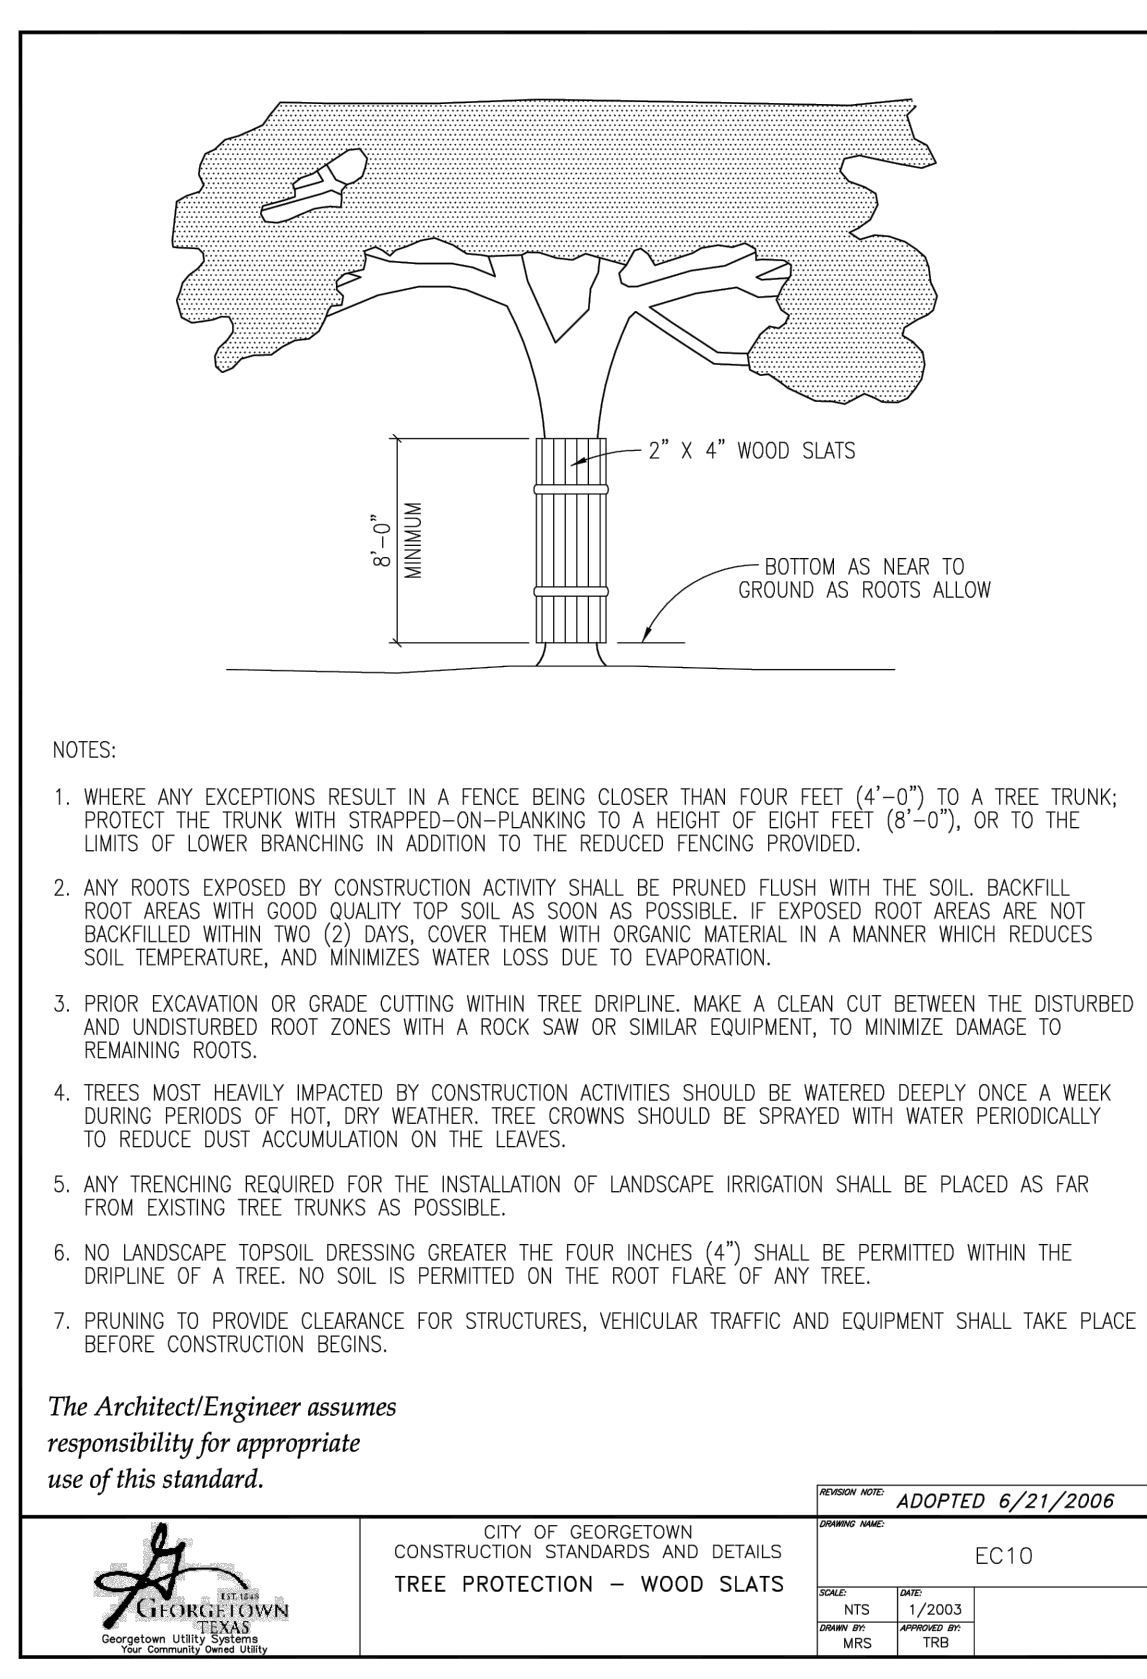 2" X 4" WOOD SLATS
8'-0"
MINIMUM
BOTTOM AS NEAR TO
GROUND AS ROOTS ALLOW
NOTES:
1. WHERE ANY EXCEPTIONS RESULT IN A FENCE BEING CLOSER THAN FOUR FEET (4'-0") TO A TREE TRUNK;
PROTECT THE TRUNK WITH STRAPPED-ON-PLANKING TO A HEIGHT OF EIGHT FEET (8'-0"), OR TO THE
LIMITS OF LOWER BRANCHING IN ADDITION TO THE REDUCED FENCING PROVIDED.
2. ANY ROOTS EXPOSED BY CONSTRUCTION ACTIVITY SHALL BE PRUNED FLUSH WITH THE SOIL. BACKFILL
ROOT AREAS WITH GOOD QUALITY TOP SOIL AS SOON AS POSSIBLE. IF EXPOSED ROOT AREAS ARE NOT
BACKFILLED WITHIN TWO (2) DAYS, COVER THEM WITH ORGANIC MATERIAL IN A MANNER WHICH REDUCES
SOIL TEMPERATURE, AND MINIMIZES WATER LOSS DUE TO EVAPORATION.
3. PRIOR EXCAVATION OR GRADE CUTTING WITHIN TREE DRIPLINE. MAKE A CLEAN CUT BETWEEN THE DISTURBED
AND UNDISTURBED ROOT ZONES WITH A ROCK SAW OR SIMILAR EQUIPMENT, TO MINIMIZE DAMAGE TO
REMAINING ROOTS.
4. TREES MOST HEAVILY IMPACTED BY CONSTRUCTION ACTIVITIES SHOULD BE WATERED DEEPLY ONCE A WEEK
DURING PERIODS OF HOT, DRY WEATHER. TREE CROWNS SHOULD BE SPRAYED WITH WATER PERIODICALLY
TO REDUCE DUST ACCUMULATION ON THE LEAVES.
5. ANY TRENCHING REQUIRED FOR THE INSTALLATION OF LANDSCAPE IRRIGATION SHALL BE PLACED AS FAR
FROM EXISTING TREE TRUNKS AS POSSIBLE.
6. NO LANDSCAPE TOPSOIL DRESSING GREATER THE FOUR INCHES (4") SHALL BE PERMITTED WITHIN THE
DRIPLINE OF A TREE. NO SOIL IS PERMITTED ON THE ROOT FLARE OF ANY TREE.
7. PRUNING TO PROVIDE CLEARANCE FOR STRUCTURES, VEHICULAR TRAFFIC AND EQUIPMENT SHALL TAKE PLACE
BEFORE CONSTRUCTION BEGINS.
The Architect/Engineer assumes
responsibility for appropriate
use of this standard.
REVISION NOTE:
ADOPTED 6/21/2006
EST. 1848
GEORGETOWN
TEXAS
Georgetown Utility Systems
Your Community Owned Utility
CITY OF GEORGETOWN
CONSTRUCTION STANDARDS AND DETAILS
TREE PROTECTION - WOOD SLATS
DRAWING NAME:
EC10
SCALE:
NTS
DATE:
1/2003
DRAWN BY:
MRS
APPROVED BY:
TRB